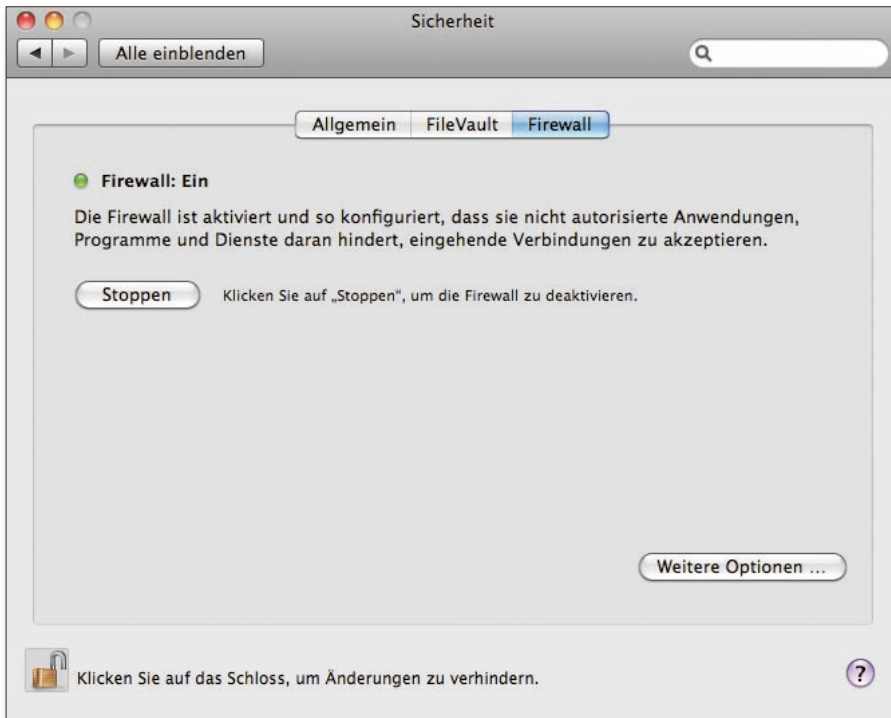 Sicherheit
Alle einblenden
Allgemein FileVault Firewall
Firewall: Ein
Die Firewall ist aktiviert und so konfiguriert, dass sie nicht autorisierte Anwendungen,
Programme und Dienste daran hindert, eingehende Verbindungen zu akzeptieren.
Stoppen Klicken Sie auf „Stoppen“, um die Firewall zu deaktivieren.
Weitere Optionen ...
Klicken Sie auf das Schloss, um Änderungen zu verhindern. ?